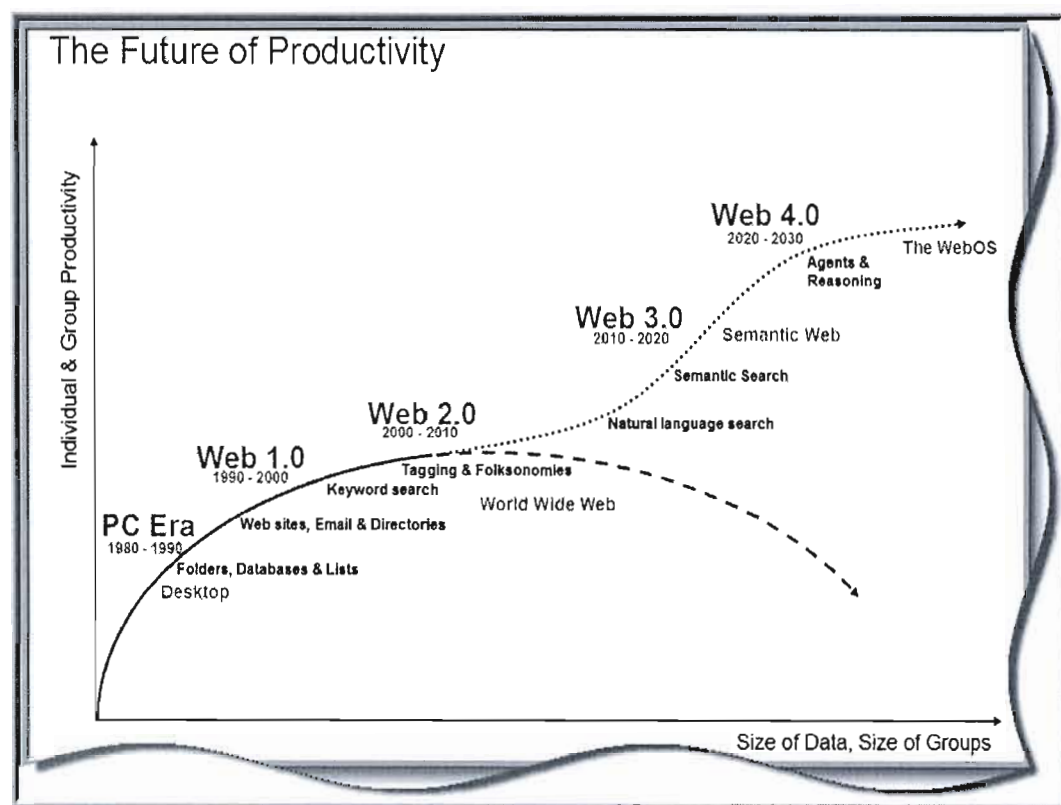 The Future of Productivity
Individual & Group Productivity
Web 4.0
2020 - 2030
The WebOS
Agents &
Reasoning
Web 3.0
2010 - 2020
Semantic Web
Semantic Search
Web 2.0
2000 - 2010
Natural language search
Web 1.0
1990 - 2000
Tagging & Folksonomies
Keyword search
World Wide Web
PC Era
1980 - 1990
Web sites, Email & Directories
Folders, Databases & Lists
Desktop
Size of Data, Size of Groups